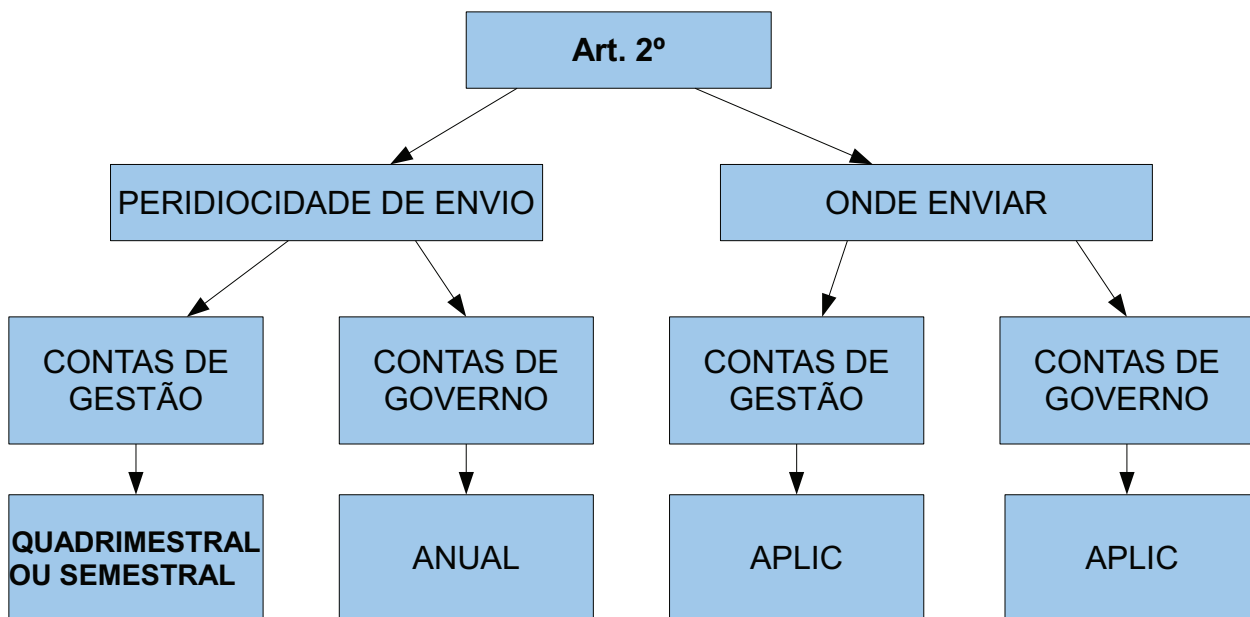 Art. 2º
PERIDIOCIDADE DE ENVIO
ONDE ENVIAR
CONTAS DE
GESTÃO
CONTAS DE
GOVERNO
CONTAS DE
GESTÃO
CONTAS DE
GOVERNO
QUADRIMESTRAL
OU SEMESTRAL
ANUAL
APLIC
APLIC